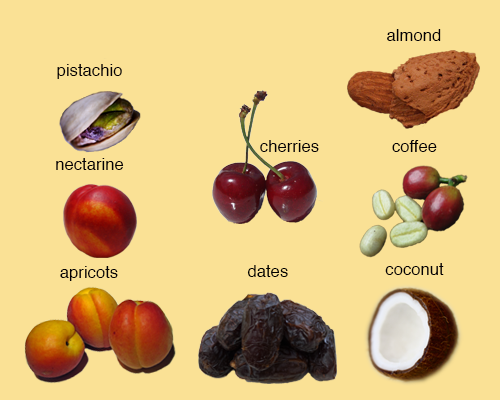 almond
pistachio
cherries
coffee
nectarine
apricots
dates
coconut